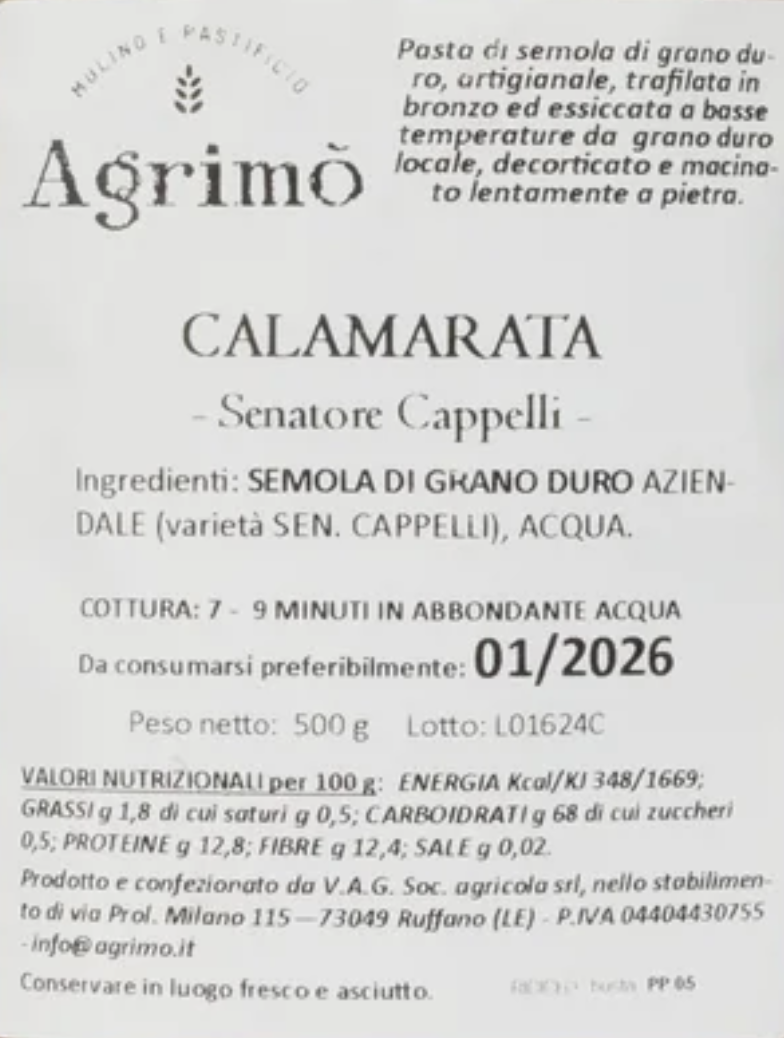 MULINO E PASTIFICIO
Agrimò
Pasta di semola di grano du-
ro, artigianale, trafilata in
bronzo ed essiccata a basse
temperature da grano duro
locale, decorticato e macina-
to lentamente a pietra.
CALAMARATA
- Senatore Cappelli -
Ingredienti: SEMOLA DI GRANO DURO AZIEN-
DALE (varietà SEN. CAPPELLI), ACQUA.
COTTURA: 7 - 9 MINUTI IN ABBONDANTE ACQUA
Da consumarsi preferibilmente: 01/2026
Peso netto: 500 g Lotto: L01624C
VALORI NUTRIZIONALI per 100 g: ENERGIA Kcal/KJ 348/1669;
GRASSI g 1,8 di cui saturi g 0,5; CARBOIDRATI g 68 di cui zuccheri
0,5; PROTEINE g 12,8; FIBRE g 12,4; SALE g 0,02.
Prodotto e confezionato da V.A.G. Soc. agricola srl, nello stabilimen-
to di via Prol. Milano 115 – 73049 Ruffano (LE) - P.IVA 04404430755
- info@agrimo.it
Conservare in luogo fresco e asciutto.
busta PP 05